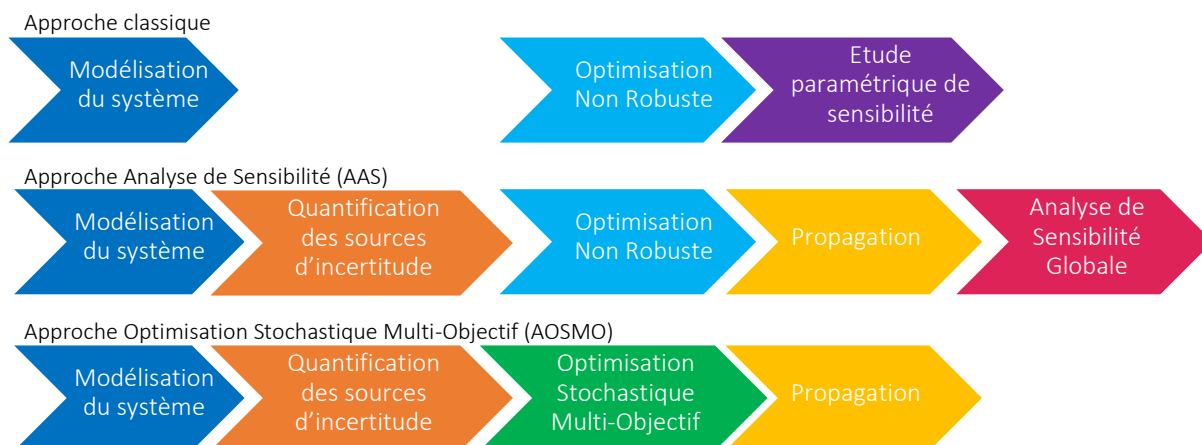 Approche classique
Modélisation
du système
Optimisation
Non Robuste
Etude
paramétrique de
sensibilité
Approche Analyse de Sensibilité (AAS)
Modélisation
du système
Quantification
des sources
d'incertitude
Optimisation
Non Robuste
Propagation
Analyse de
Sensibilité
Globale
Approche Optimisation Stochastique Multi-Objectif (AOSMO)
Modélisation
du système
Quantification
des sources
d'incertitude
Optimisation
Stochastique
Multi-Objectif
Propagation